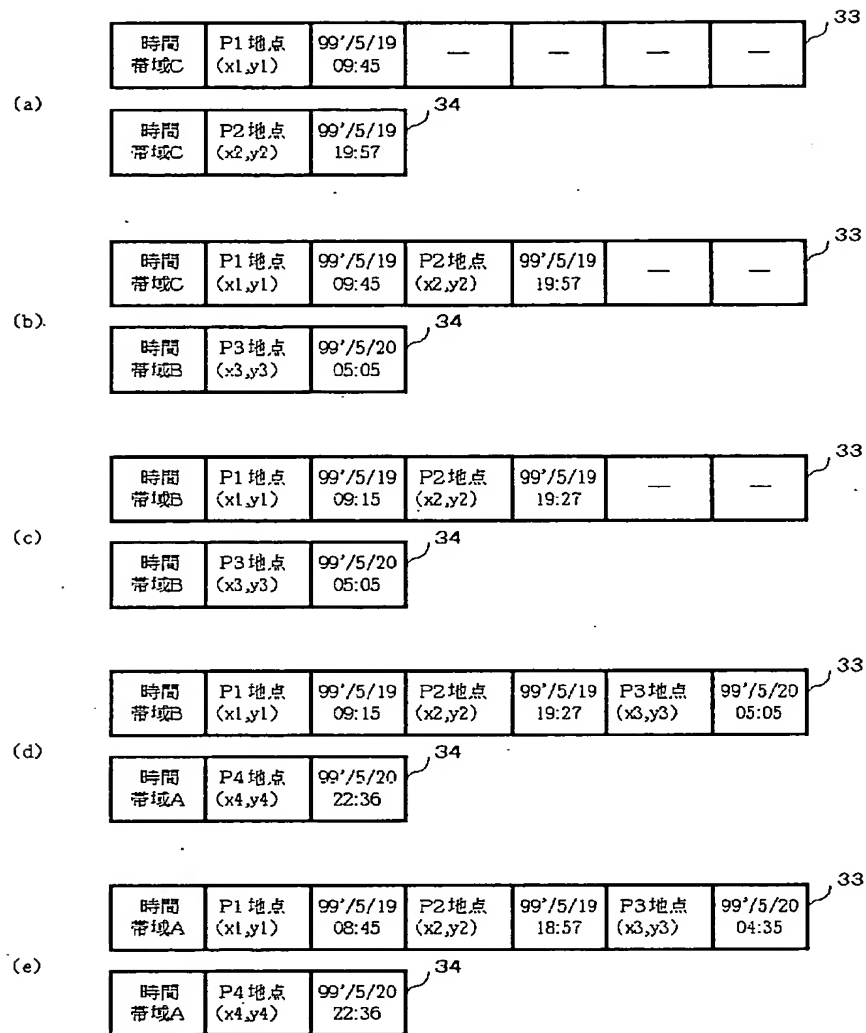 33
時間 P1地点 99'/5/19 — — — —
帯域C (x1,y1) 09:45
(a)
34
時間 P2地点 99'/5/19
帯域C (x2,y2) 19:57
33
時間 P1地点 99'/5/19 P2地点 99'/5/19 — —
帯域C (x1,y1) 09:45 (x2,y2) 19:57
(b)
34
時間 P3地点 99'/5/20
帯域B (x3,y3) 05:05
33
時間 P1地点 99'/5/19 P2地点 99'/5/19 — —
帯域B (x1,y1) 09:15 (x2,y2) 19:27
(c)
34
時間 P3地点 99'/5/20
帯域B (x3,y3) 05:05
33
時間 P1地点 99'/5/19 P2地点 99'/5/19 P3地点 99'/5/20
帯域B (x1,y1) 09:15 (x2,y2) 19:27 (x3,y3) 05:05
(d)
34
時間 P4地点 99'/5/20
帯域A (x4,y4) 22:36
33
時間 P1地点 99'/5/19 P2地点 99'/5/19 P3地点 99'/5/20
帯域A (x1,y1) 08:45 (x2,y2) 18:57 (x3,y3) 04:35
(e)
34
時間 P4地点 99'/5/20
帯域A (x4,y4) 22:36